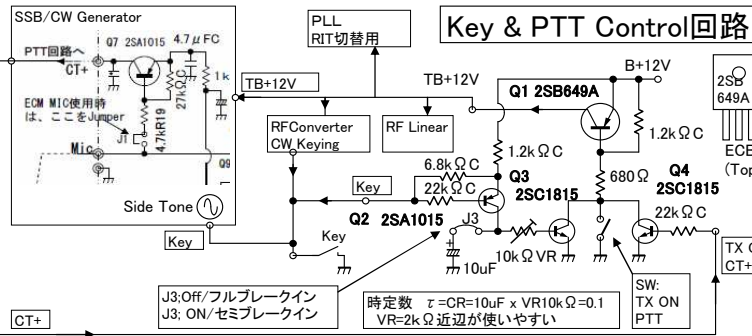 SSB/CW Generator
Q7 2SA1015
4.7μFC
PTT回路へ
CT+
27kΩC
1k
ECM MIC使用時
は、ここをJumper
J1
4.7kR19
Mic
Q9
Side Tone
Key
CT+
PLL
RIT切替用
Key & PTT Control回路
TB+12V
TB+12V
B+12V
Q1 2SB649A
2SB
649A
ECB
(Top
RFConverter
CW Keying
RF Linear
1.2kΩC
1.2kΩC
6.8kΩC
22kΩC
Q3
2SC1815
680Ω
Q4
2SC1815
22kΩC
Key
Q2 2SA1015
J3
Key
10uF
10kΩVR
SW:
TX ON
PTT
TX O
CT+
J3;Off/フルブレークイン
J3; ON/セミブレークイン
時定数 τ=CR=10uF x VR10kΩ=0.1
VR=2kΩ近辺が使いやすい